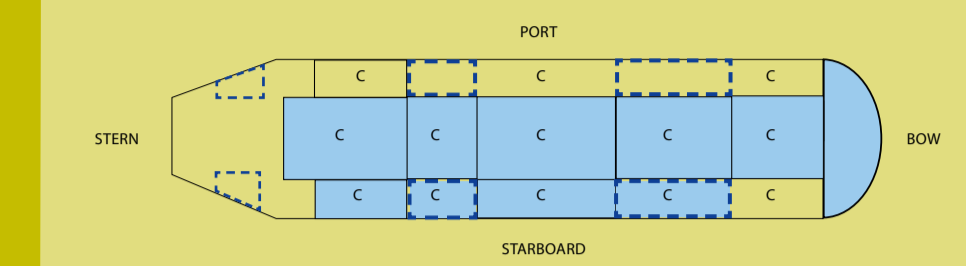 PORT
C C C
STERN C C C C C BOW
C C C C C
STARBOARD